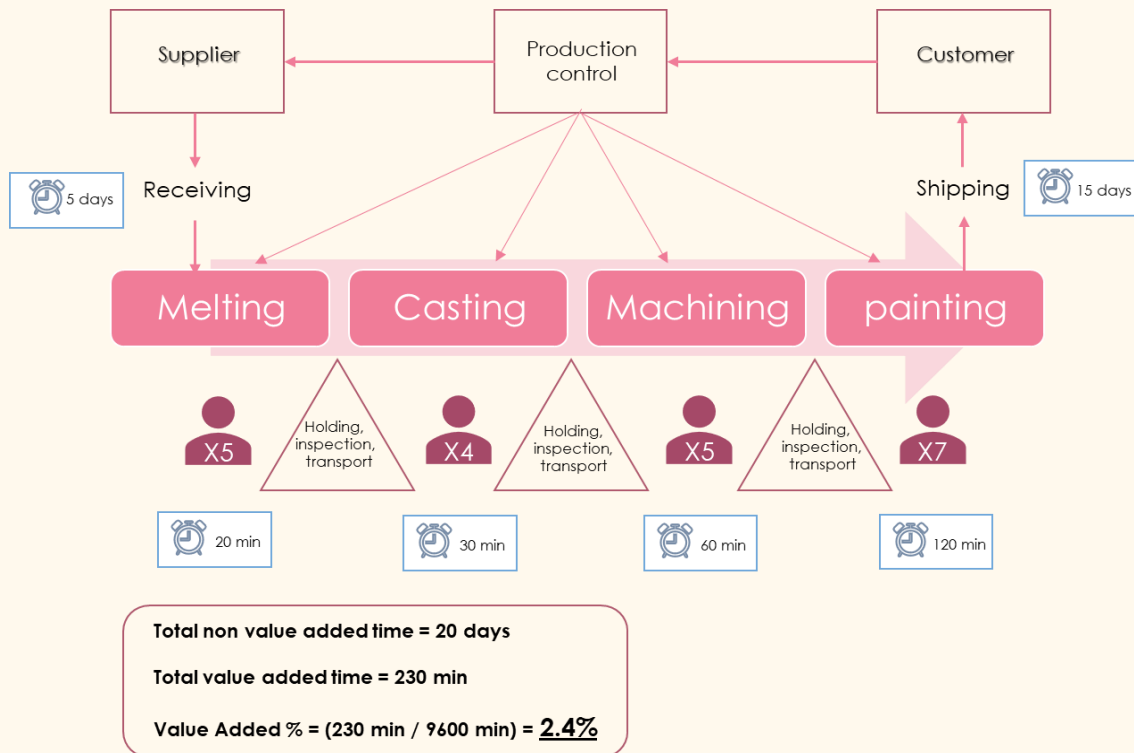 Supplier
Production
control
Customer
5 days
Receiving
Shipping
15 days
Melting
Casting
Machining
painting
X5
Holding,
inspection,
transport
X4
Holding,
inspection,
transport
X5
Holding,
inspection,
transport
X7
20 min
30 min
60 min
120 min
Total non value added time = 20 days
Total value added time = 230 min
Value Added % = (230 min / 9600 min) = 2.4%